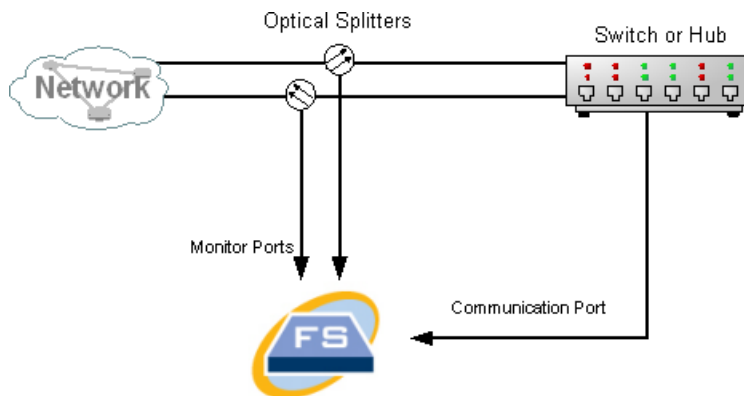 Optical Splitters
Switch or Hub
Network
Monitor Ports
Communication Port
FS